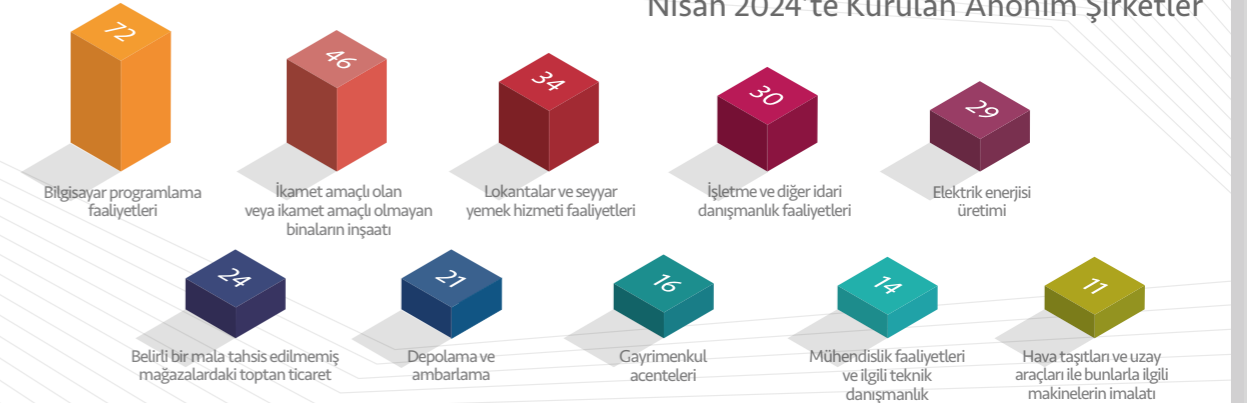 Nisan 2024'te Kurulan Anonim Şirketler
72
46
34
30
29
Bilgisayar programlama
faaliyetleri
İkamet amaçlı olan
veya ikamet amaçlı olmayan
binaların inşaatı
Lokantalar ve seyyar
yemek hizmeti faaliyetleri
İşletme ve diğer idari
danışmanlık faaliyetleri
Elektrik enerjisi
üretimi
24
21
16
14
11
Belirli bir mala tahsis edilmemiş
mağazalardaki toptan ticaret
Depolama ve
ambarlama
Gayrimenkul
acenteleri
Mühendislik faaliyetleri
ve ilgili teknik
danışmanlık
Hava taşıtları ve uzay
araçları ile bunlarla ilgili
makinelerin imalatı